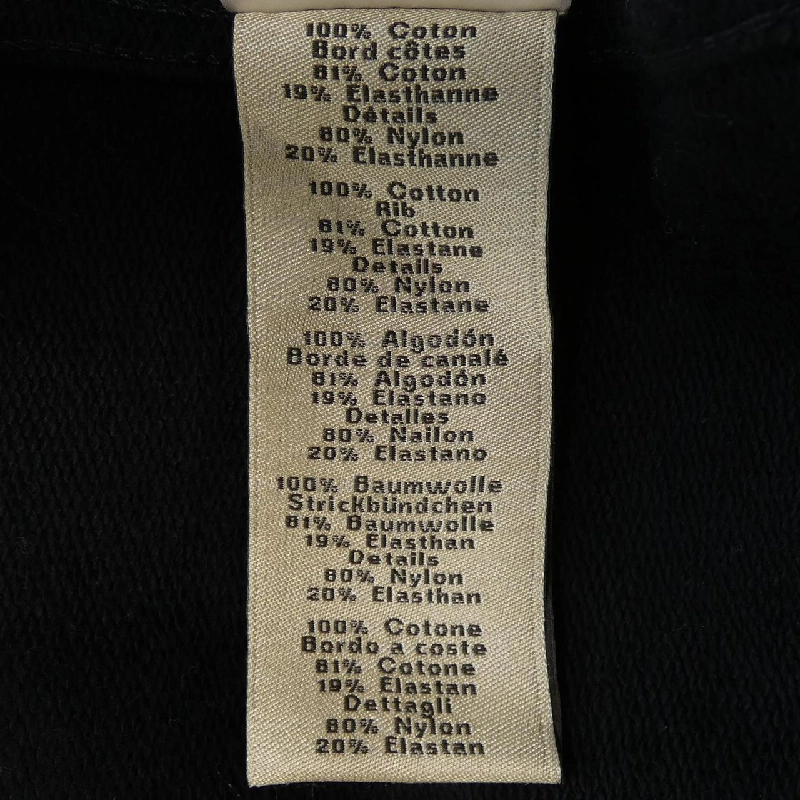 100% Coton
Bord côtes
81% Coton
19% Elasthanne
Détails
80% Nylon
20% Elasthanne
100% Cotton
Rib
81% Cotton
19% Elastane
Details
80% Nylon
20% Elastane
100% Algodón
Borde de canalé
81% Algodón
19% Elastano
Detalles
80% Nailon
20% Elastano
100% Baumwolle
Strickbündchen
81% Baumwolle
19% Elasthan
Details
80% Nylon
20% Elasthan
100% Cotone
Bordo a coste
81% Cotone
19% Elastan
Dettagli
80% Nylon
20% Elastan